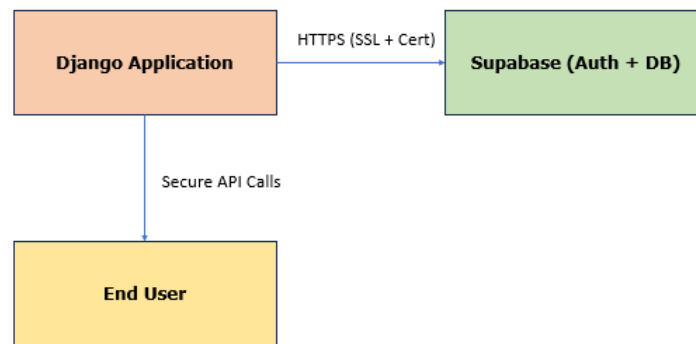 Django Application
HTTPS (SSL + Cert)
Supabase (Auth + DB)
Secure API Calls
End User